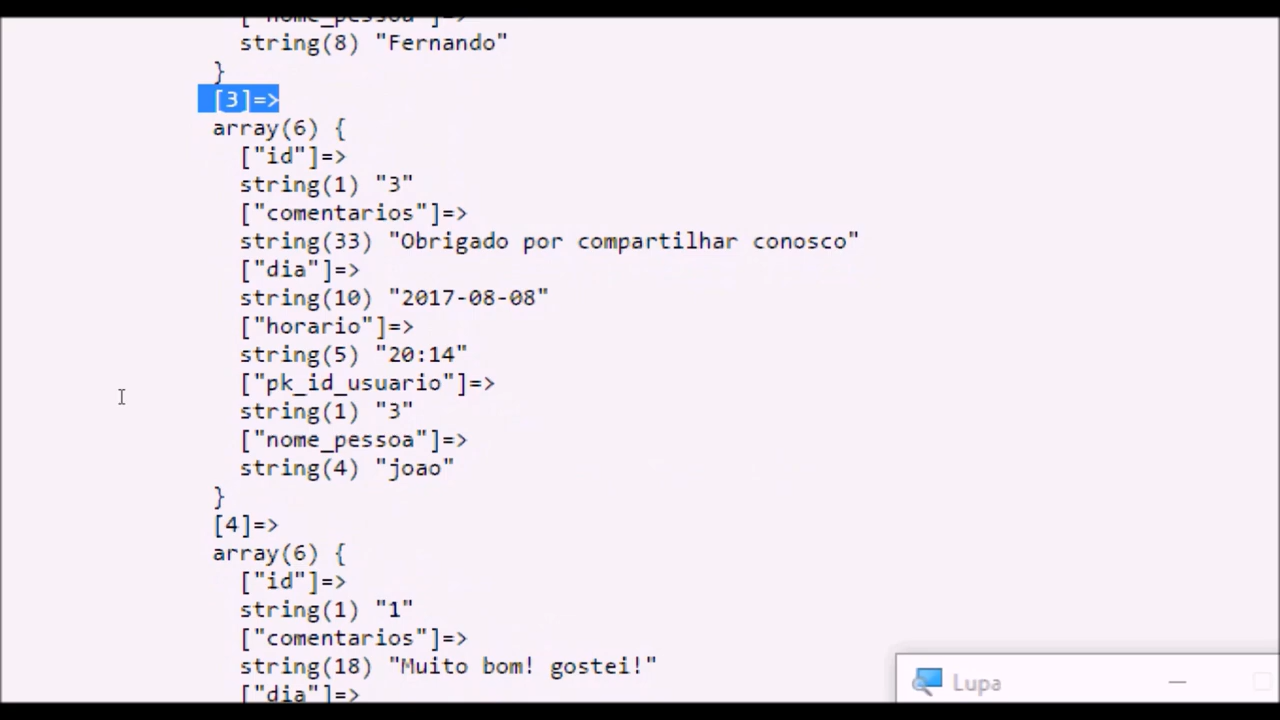 ["nome_pessoa"]=>
string(8) "Fernando"
}
[3]=>
array(6) {
["id"]=>
string(1) "3"
["comentarios"]=>
string(33) "Obrigado por compartilhar conosco"
["dia"]=>
string(10) "2017-08-08"
["horario"]=>
string(5) "20:14"
["pk_id_usuario"]=>
string(1) "3"
["nome_pessoa"]=>
string(4) "joao"
}
[4]=>
array(6) {
["id"]=>
string(1) "1"
["comentarios"]=>
string(18) "Muito bom! gostei!"
["dia"]=>
Lupa